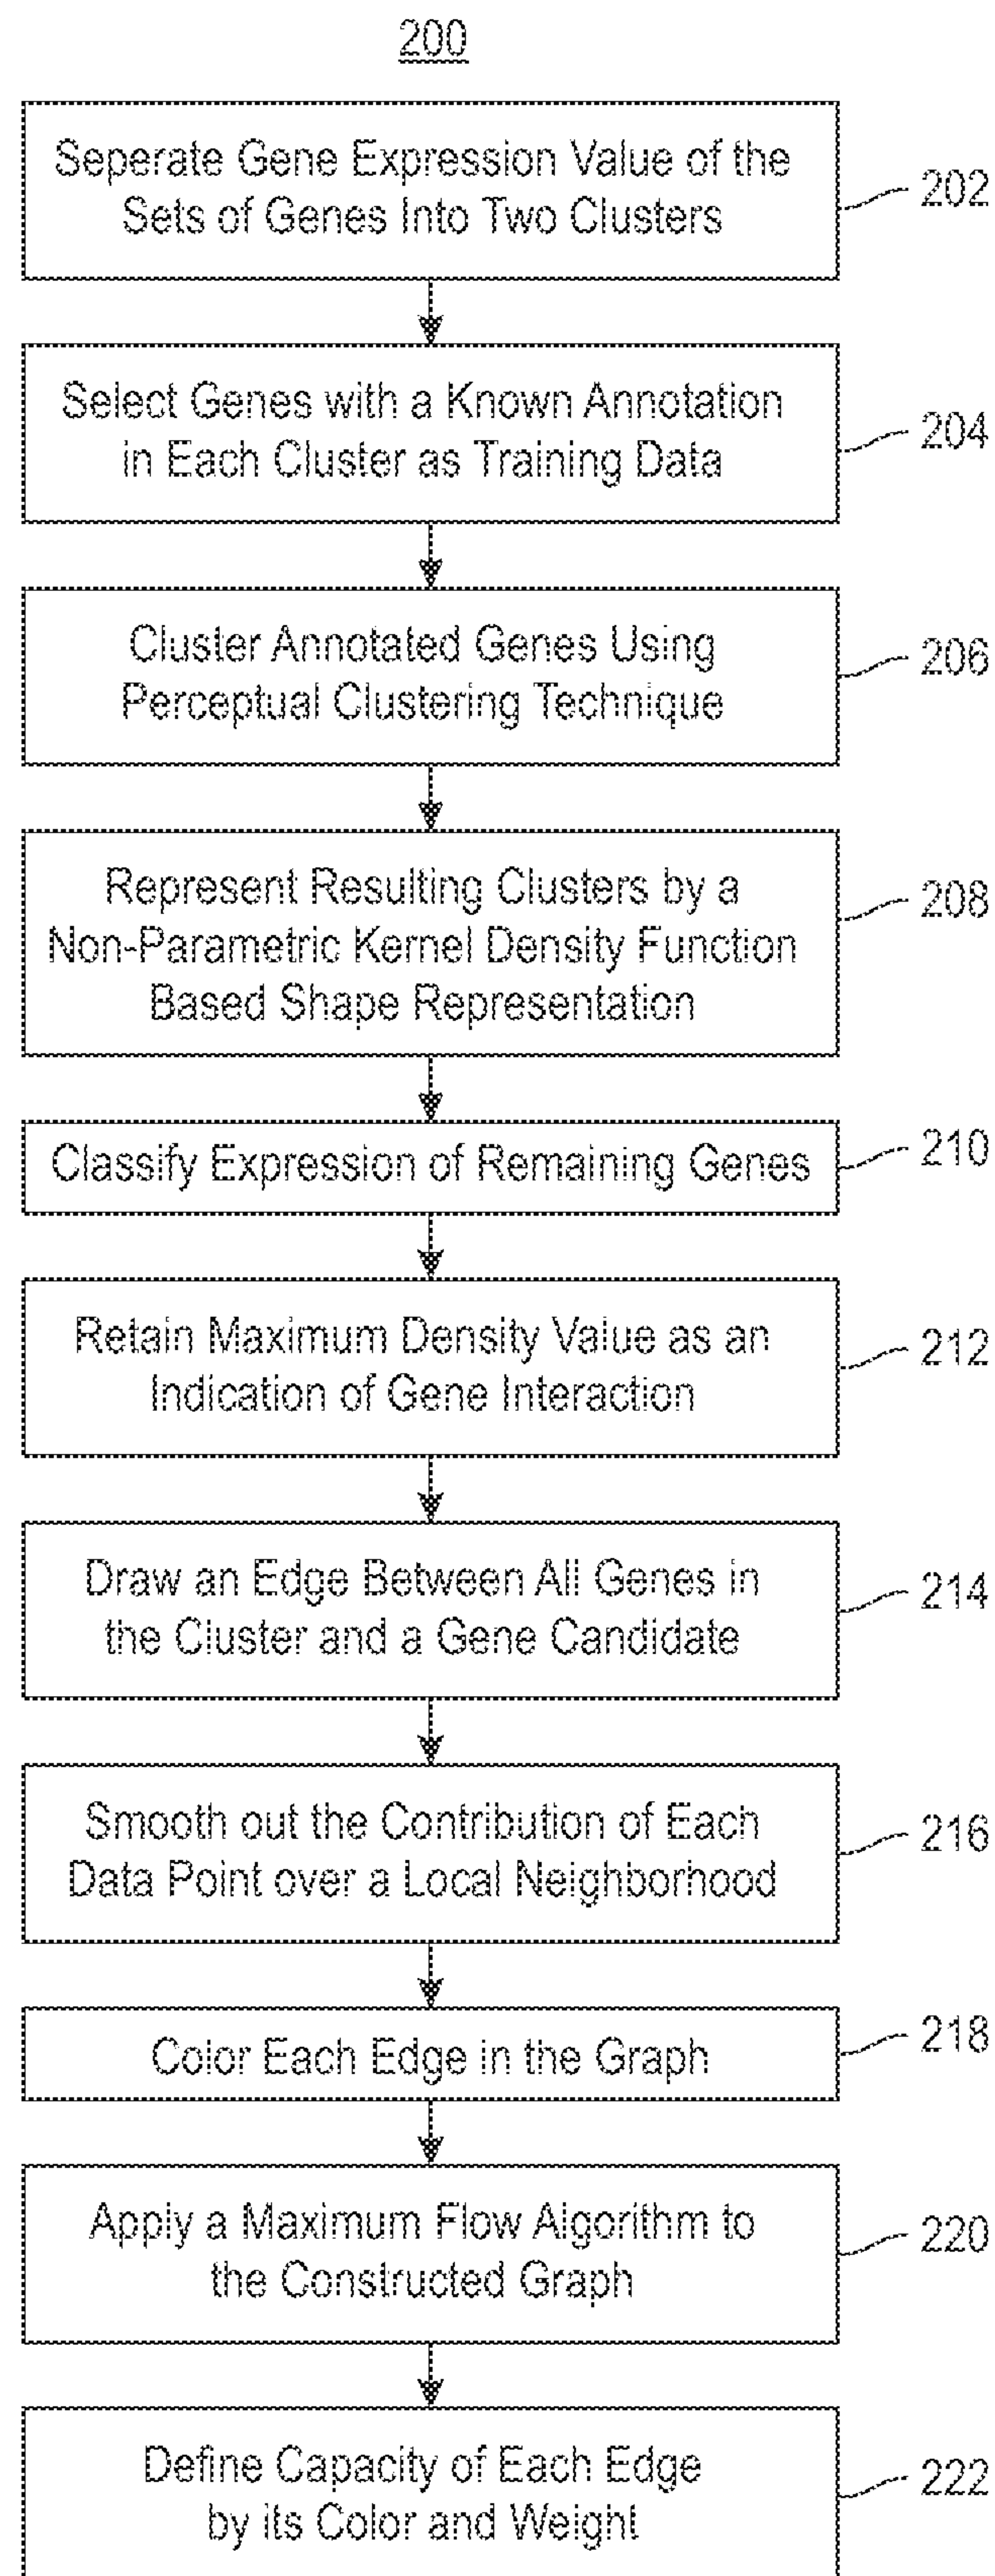 200
Seperate Gene Expression Value of the
Sets of Genes Into Two Clusters
202
Select Genes with a Known Annotation
in Each Cluster as Training Data
204
Cluster Annotated Genes Using
Perceptual Clustering Technique
206
Represent Resulting Clusters by a
Non-Parametric Kernel Density Function
Based Shape Representation
208
Classify Expression of Remaining Genes
210
Retain Maximum Density Value as an
Indication of Gene Interaction
212
Draw an Edge Between All Genes in
the Cluster and a Gene Candidate
214
Smooth out the Contribution of Each
Data Point over a Local Neighborhood
216
Color Each Edge in the Graph
218
Apply a Maximum Flow Algorithm to
the Constructed Graph
220
Define Capacity of Each Edge
by its Color and Weight
222